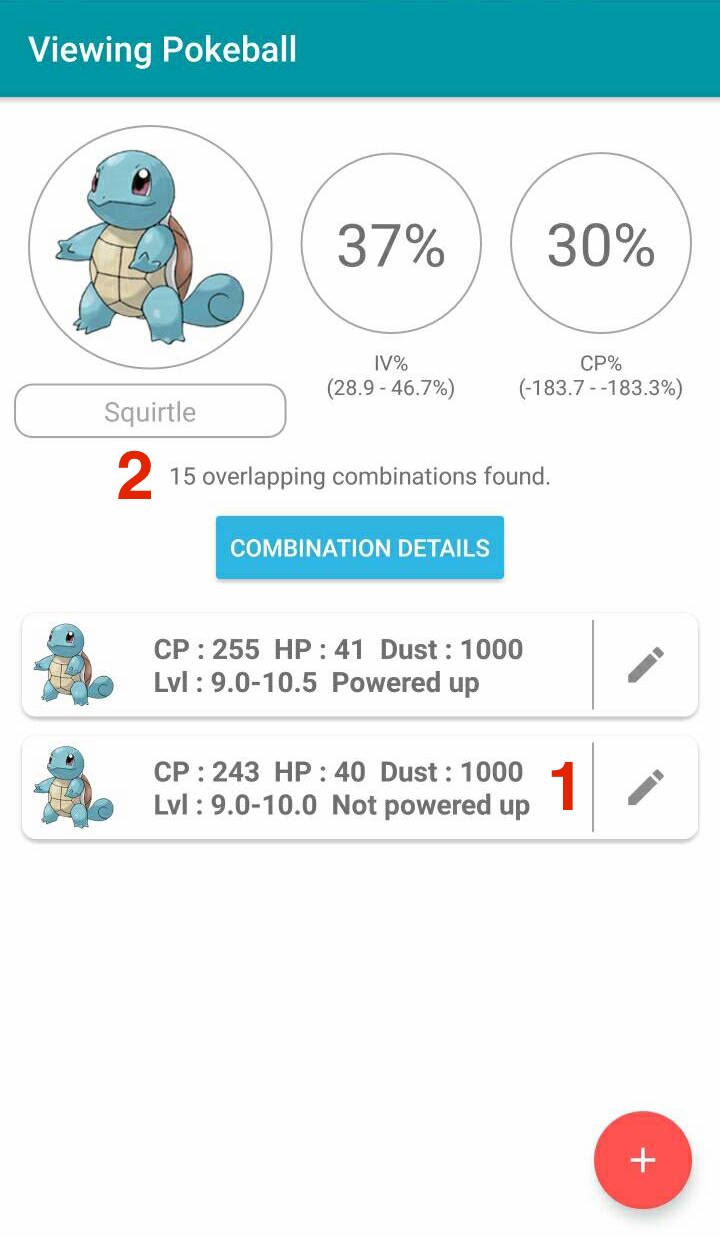 Viewing Pokeball
37%
30%
IV%
(28.9 - 46.7%)
CP%
(-183.7 - -183.3%)
Squirtle
2 15 overlapping combinations found.
COMBINATION DETAILS
CP : 255 HP : 41 Dust : 1000
Lvl : 9.0-10.5 Powered up
CP : 243 HP : 40 Dust : 1000
Lvl : 9.0-10.0 Not powered up
1
+